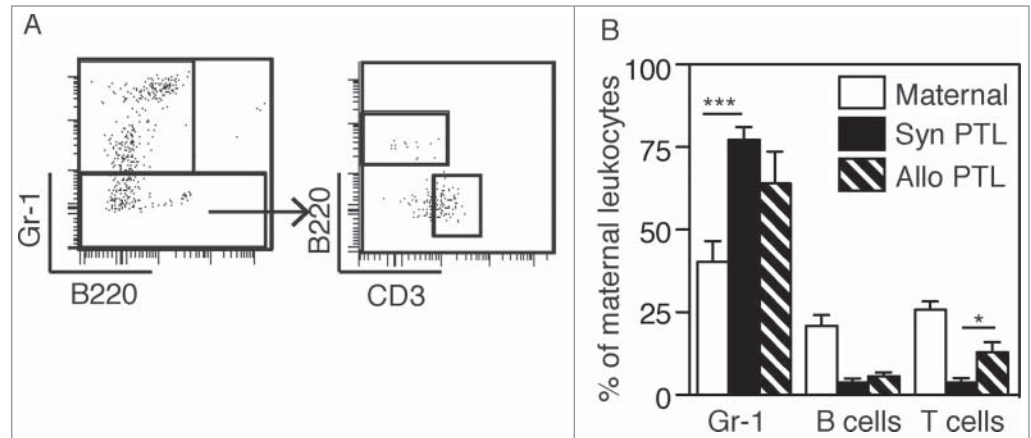 A
Gr-1
B220
B220
CD3
B
% of maternal leukocytes
100
75
50
25
0
***
*
Maternal
Syn PTL
Allo PTL
Gr-1 B cells T cells